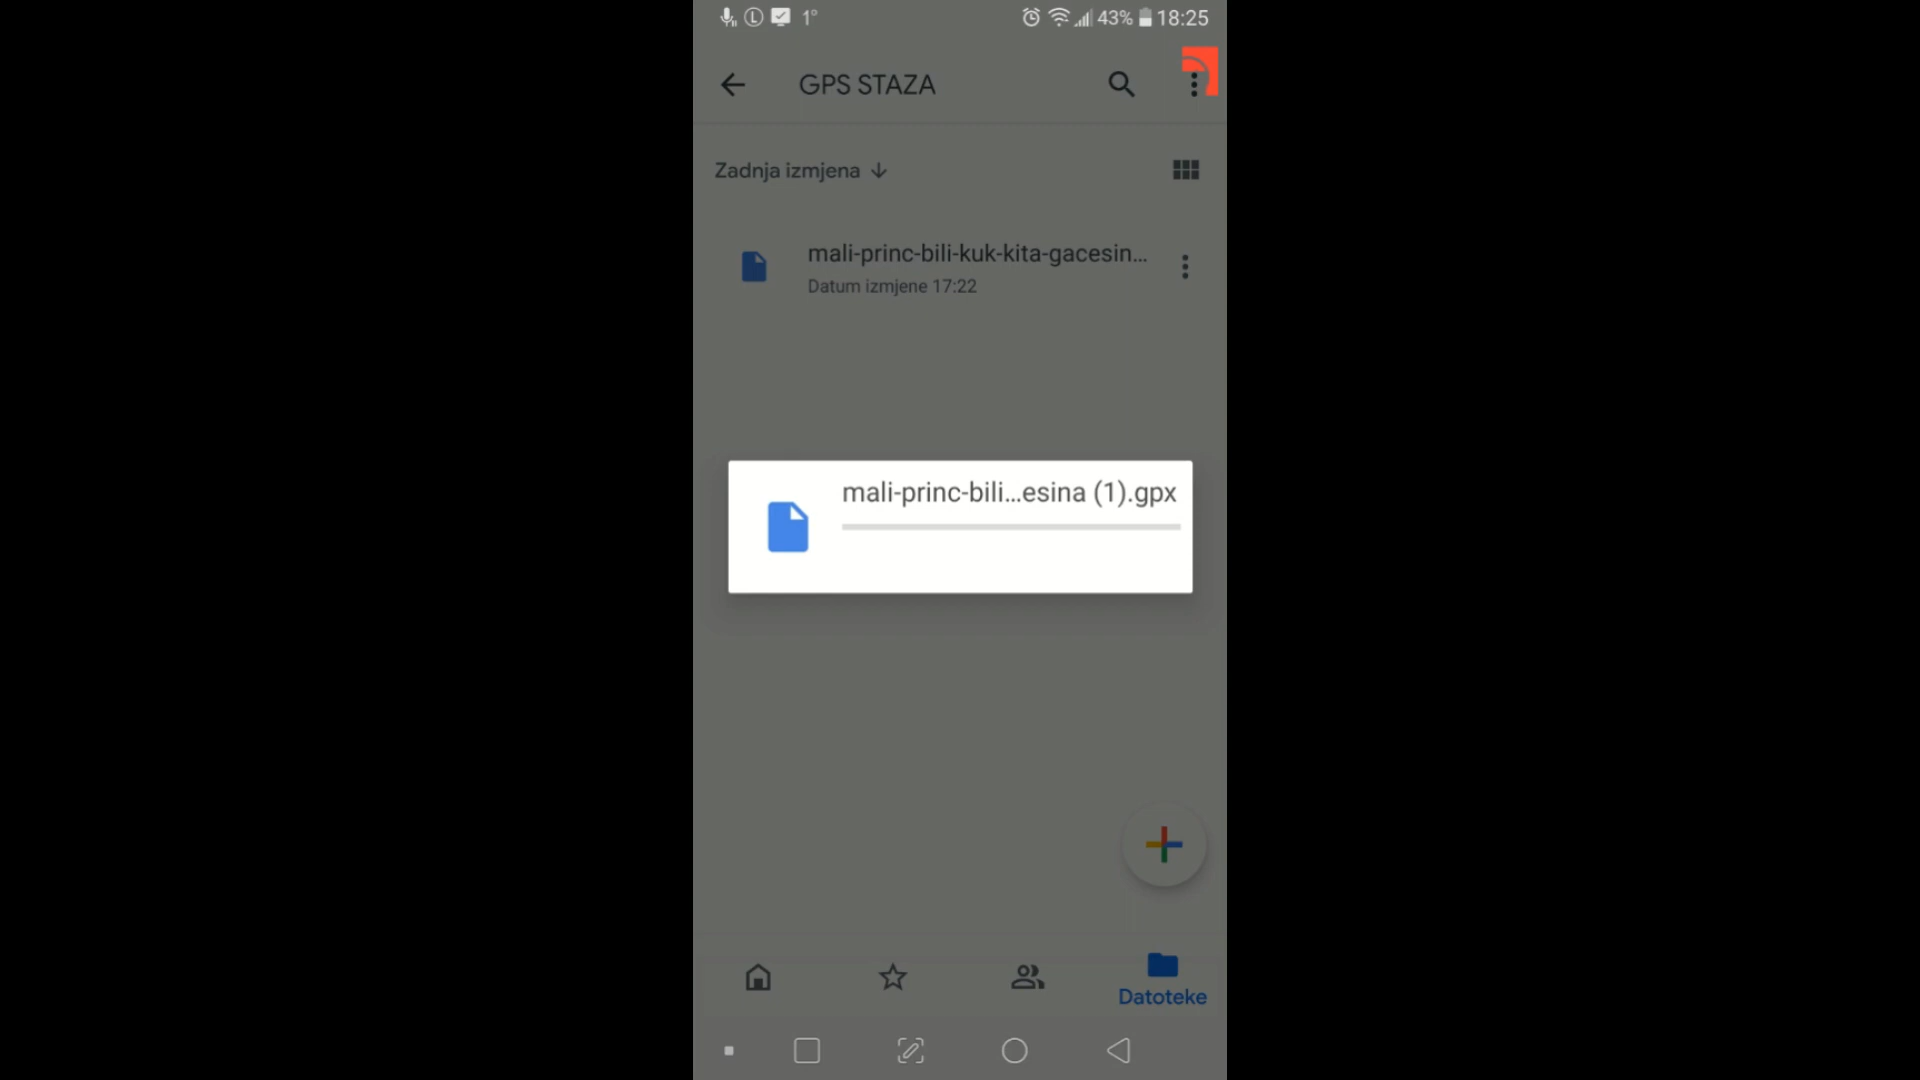 1° 43% 18:25
GPS STAZA
Zadnja izmjena
mali-princ-bili-kuk-kita-gacesin...
Datum izmjene 17:22
mali-princ-bili...esina (1).gpx
Datoteke